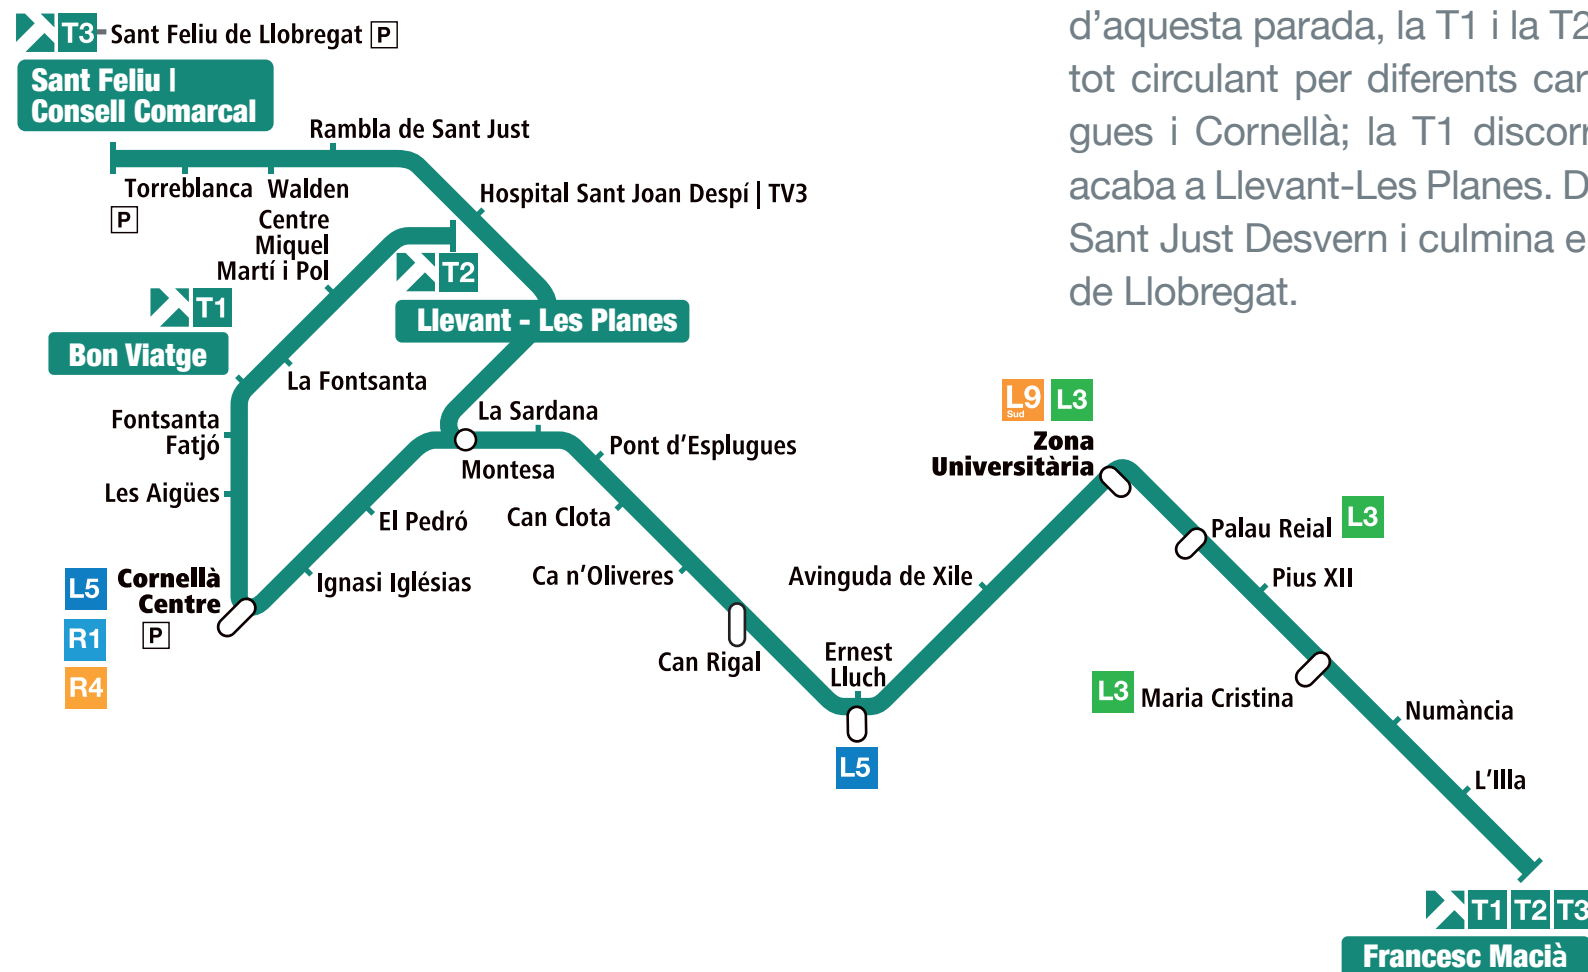 T3 Sant Feliu de Llobregat P
Sant Feliu |
Consell Comarcal
Rambla de Sant Just
Torreblanca
P
Walden
Hospital Sant Joan Despí | TV3
Centre
Miquel
Martí i Pol
T2
Llevant - Les Planes
T1
Bon Viatge
La Fontsanta
Fontsanta
Fatjó
Les Aigües
L5
R1
R4
Cornellà
Centre
P
Ignasi Iglésias
El Pedró
Montesa
La Sardana
Pont d'Esplugues
Can Clota
Ca n'Oliveres
Can Rigal
Ernest
Lluch
L5
Avinguda de Xile
L9 Sud L3
Zona
Universitària
Palau Reial L3
Pius XII
L3 Maria Cristina
Numància
L'Illa
T1 T2 T3
Francesc Macià
d'aquesta parada, la T1 i la T2
tot circulant per diferents car
gues i Cornellà; la T1 discorr
acaba a Llevant-Les Planes. D
Sant Just Desvern i culmina e
de Llobregat.